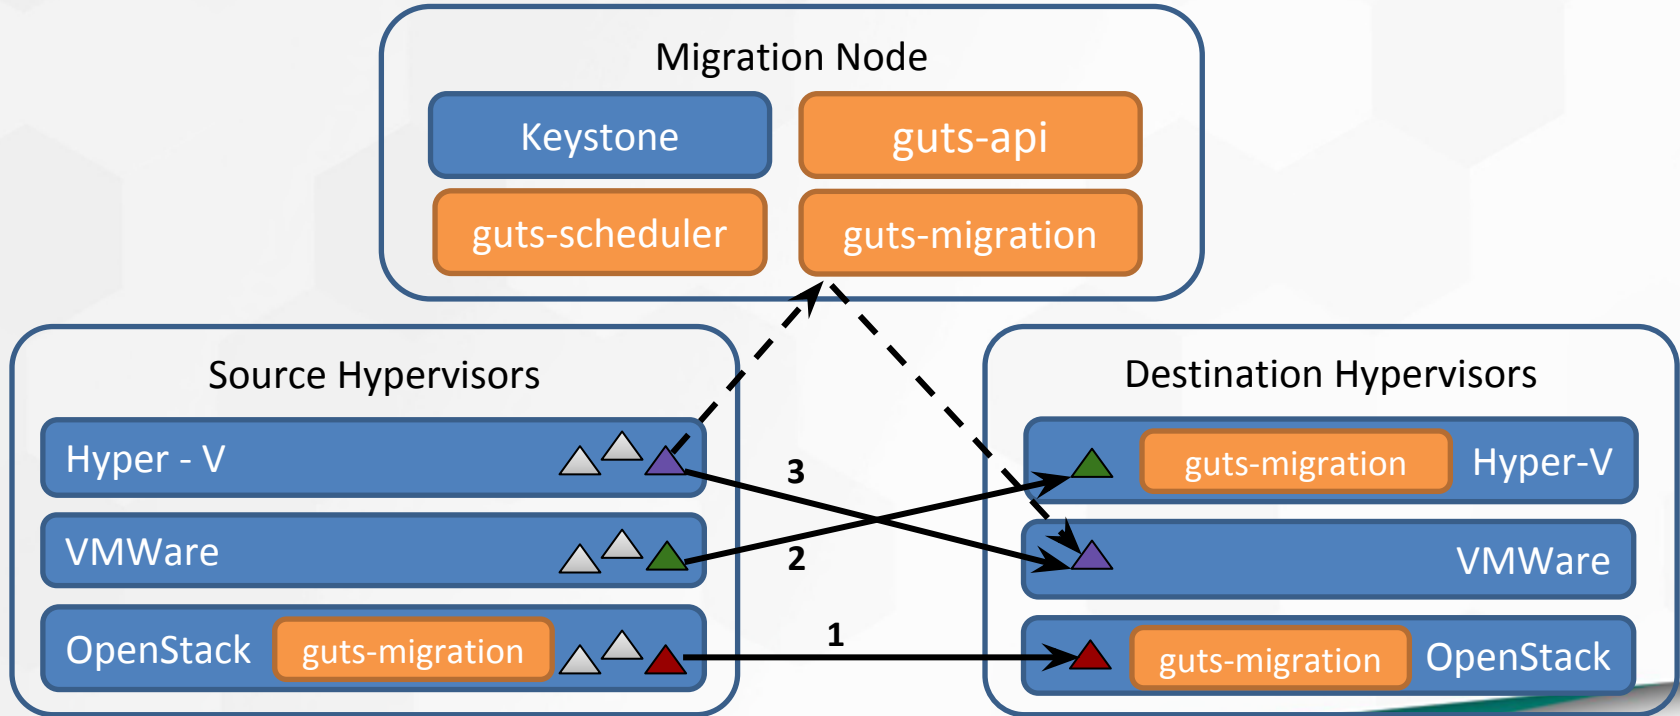 Migration Node
Keystone
guts-api
guts-scheduler
guts-migration
Source Hypervisors
Hyper - V
VMWare
OpenStack
guts-migration
3
2
1
Destination Hypervisors
guts-migration
Hyper-V
VMWare
guts-migration
OpenStack